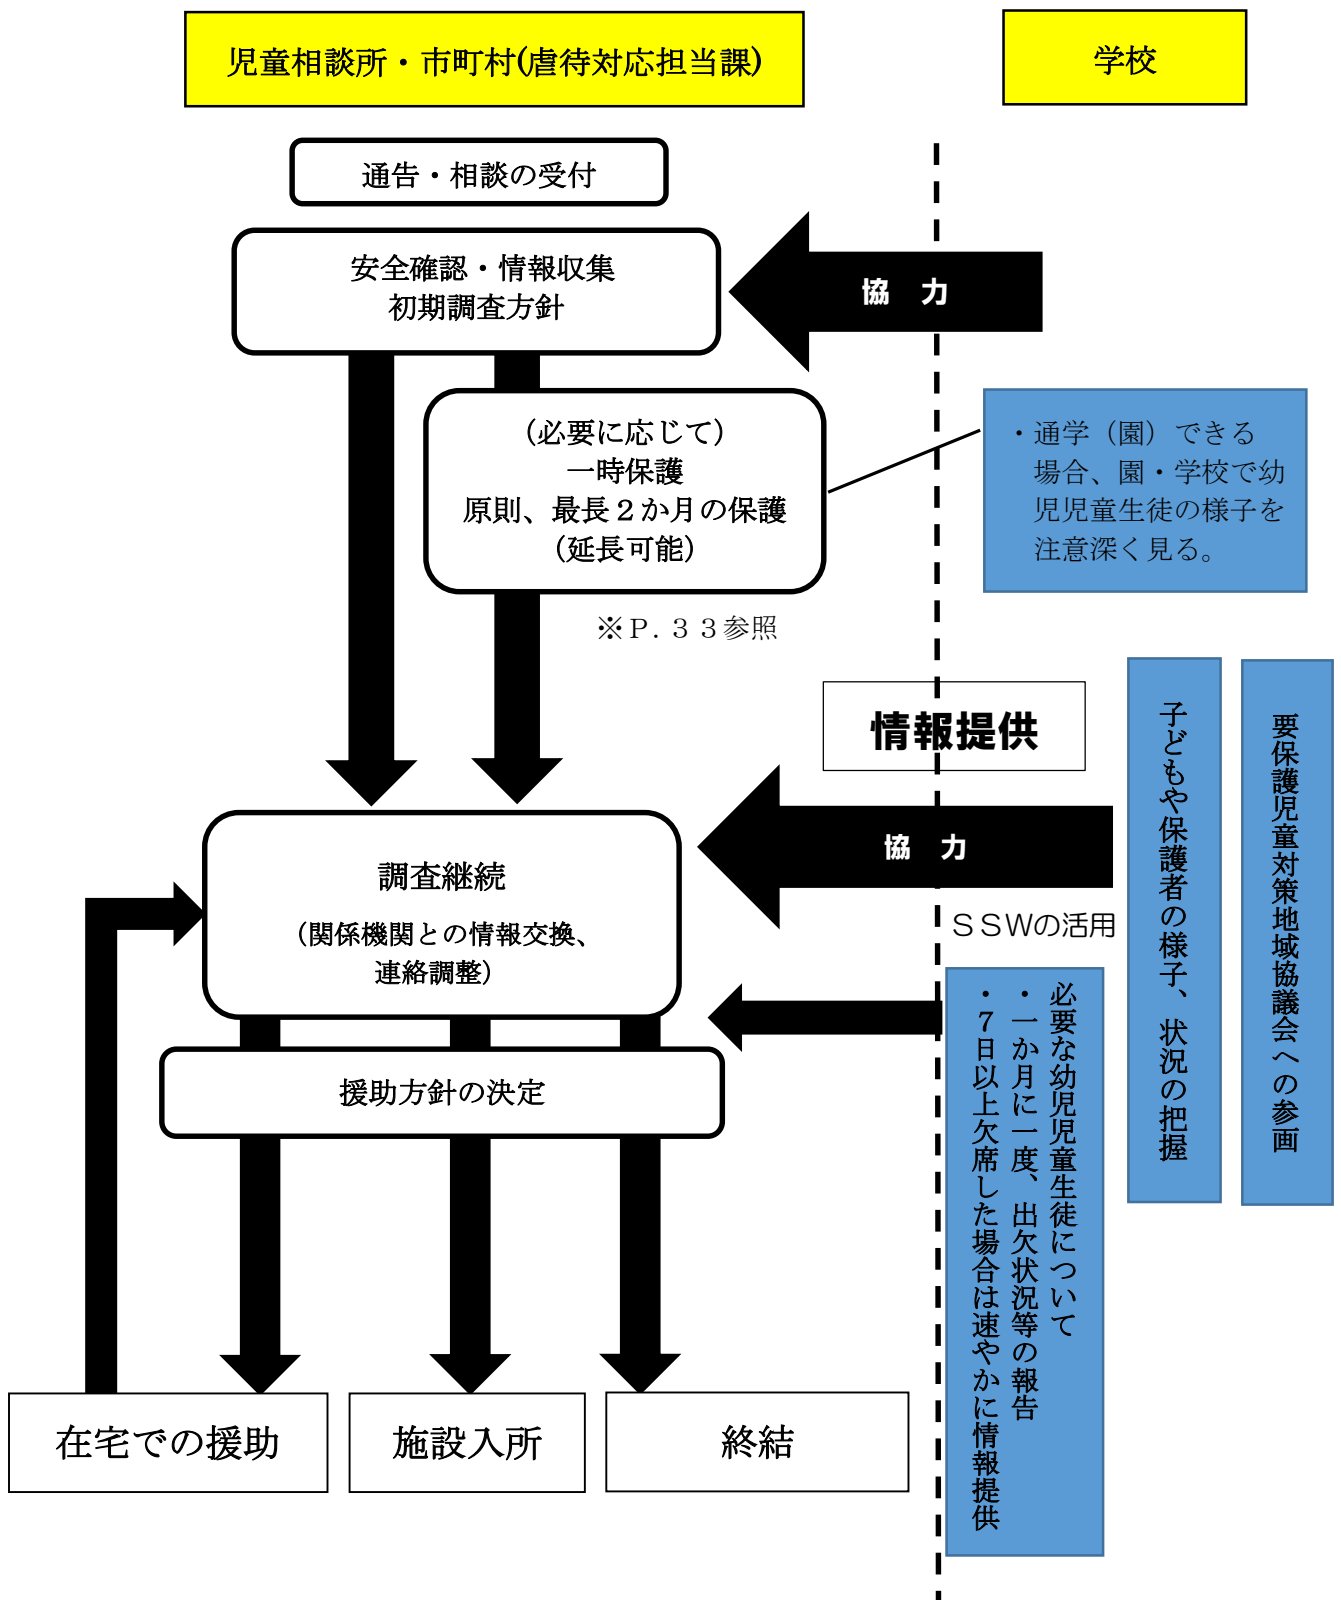 児童相談所・市町村(虐待対応担当課)
学校
通告・相談の受付
安全確認・情報収集
初期調査方針
協　力
（必要に応じて）
一時保護
原則、最長２か月の保護
（延長可能）
・通学（園）できる
場合、園・学校で幼
児児童生徒の様子を
注意深く見る。
※Ｐ．３３参照
情報提供
協　力
調査継続
（関係機関との情報交換、
連絡調整）
ＳＳＷの活用
要保護児童対策地域協議会への参画
子どもや保護者の様子、状況の把握
必要な幼児児童生徒について
・一か月に一度、出欠状況等の報告
・７日以上欠席した場合は速やかに情報提供
援助方針の決定
在宅での援助
施設入所
終結